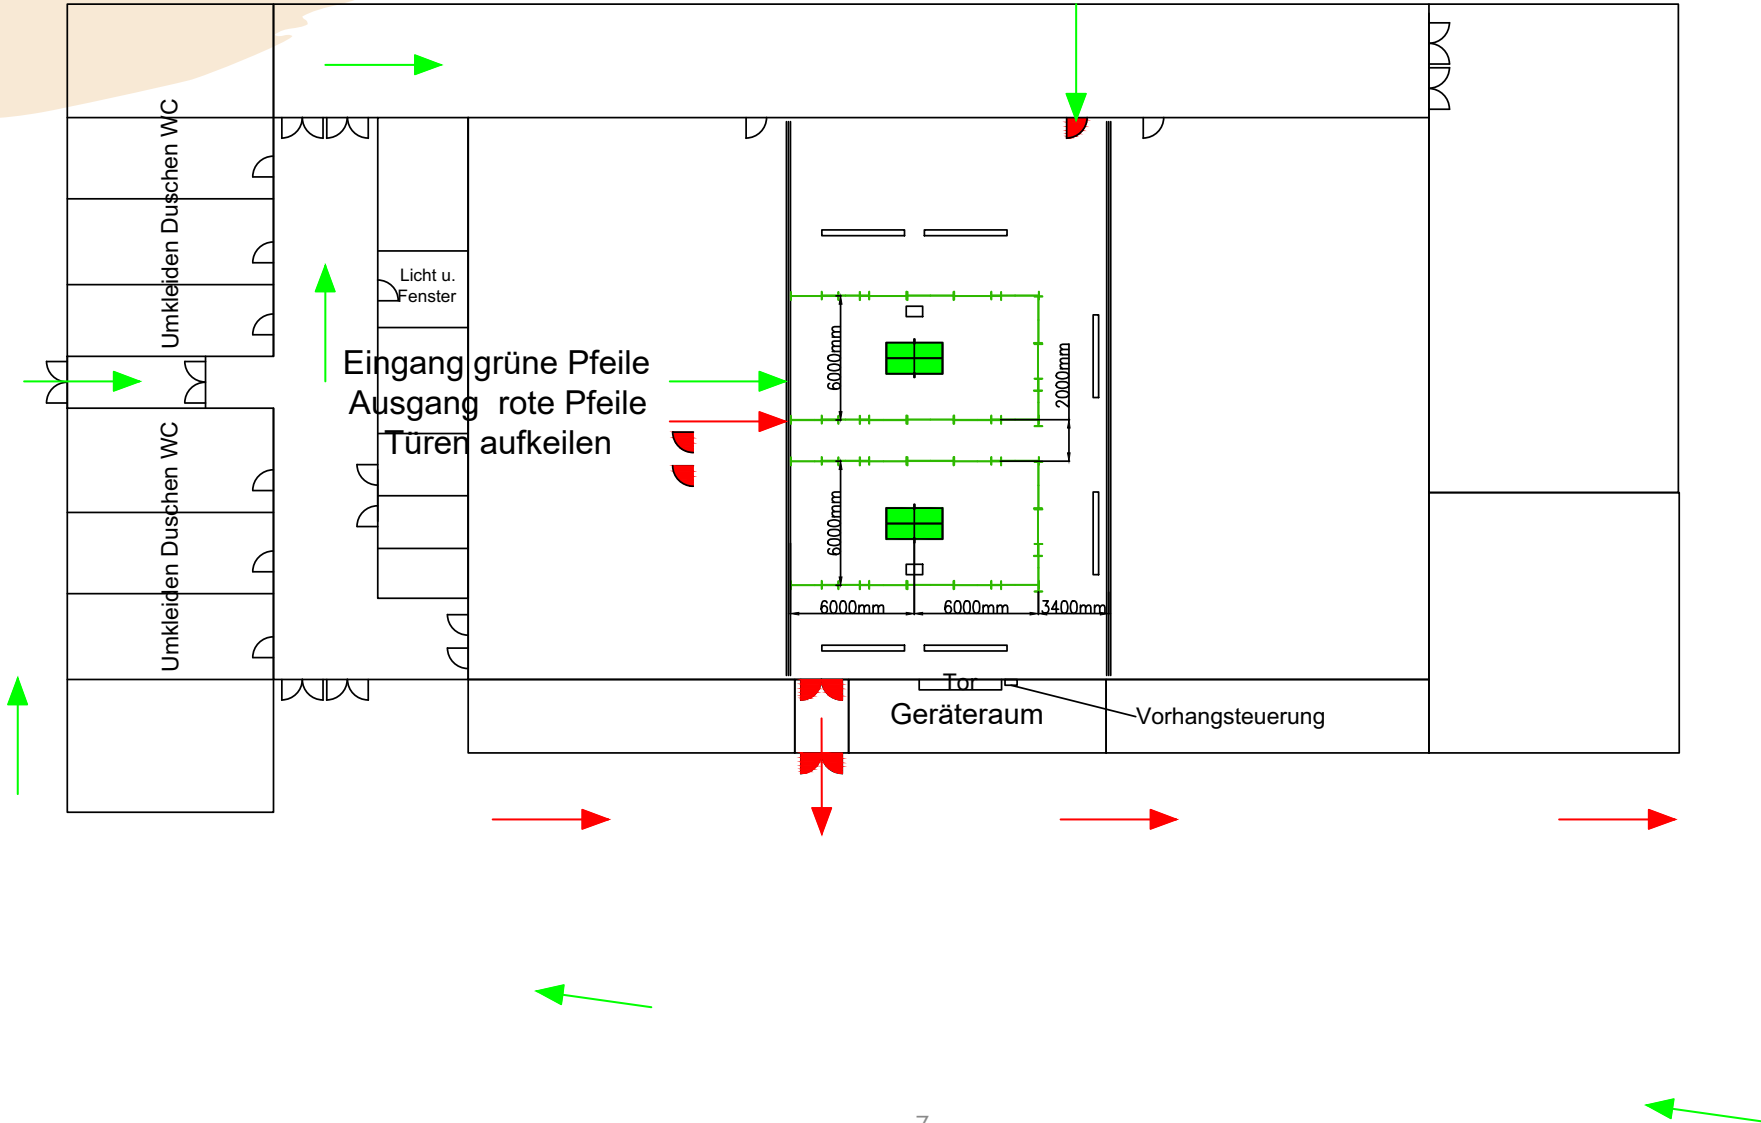 Umkleiden Duschen WC
Licht u.
Fenster
Eingang grüne Pfeile
Ausgang rote Pfeile
Türen aufkeilen
6000mm
2000mm
Umkleiden Duschen WC
6000mm
6000mm
6000mm
3400mm
Tor
Geräteraum
Vorhangsteuerung
7